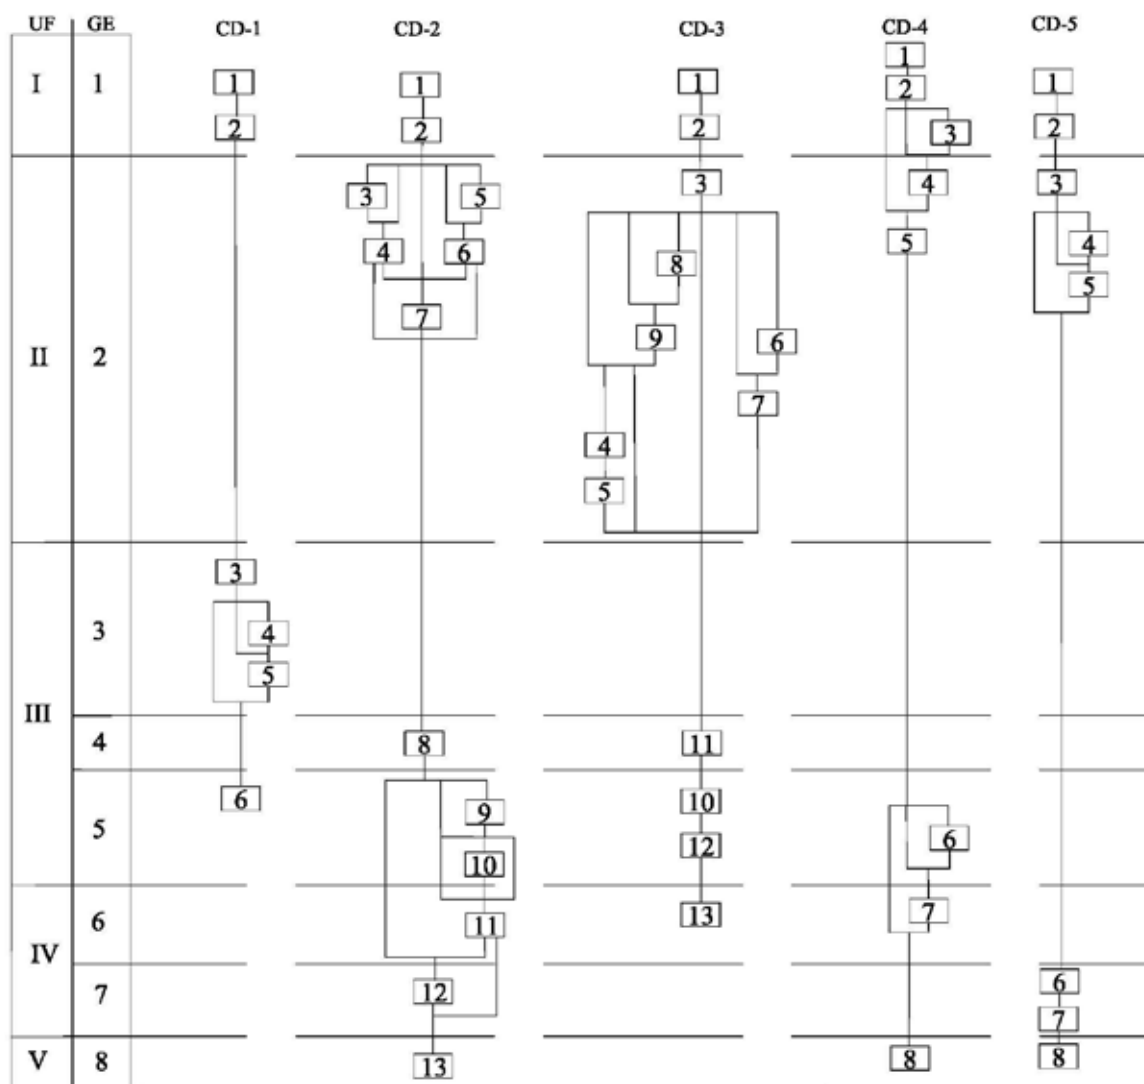 UF GE CD-1 CD-2 CD-3 CD-4 CD-5
1
I 1 1 1 1 2 1
2 2 2 3 2
3 5 3 4 3
4 6 8 5 4
7 5
II 2 9 6
7
4
5
3
3 4
5
III
4 8 11
6 9 10
5 10 12 6
6 11 13 7
IV
7 12 6
7
V 8 13 8 8